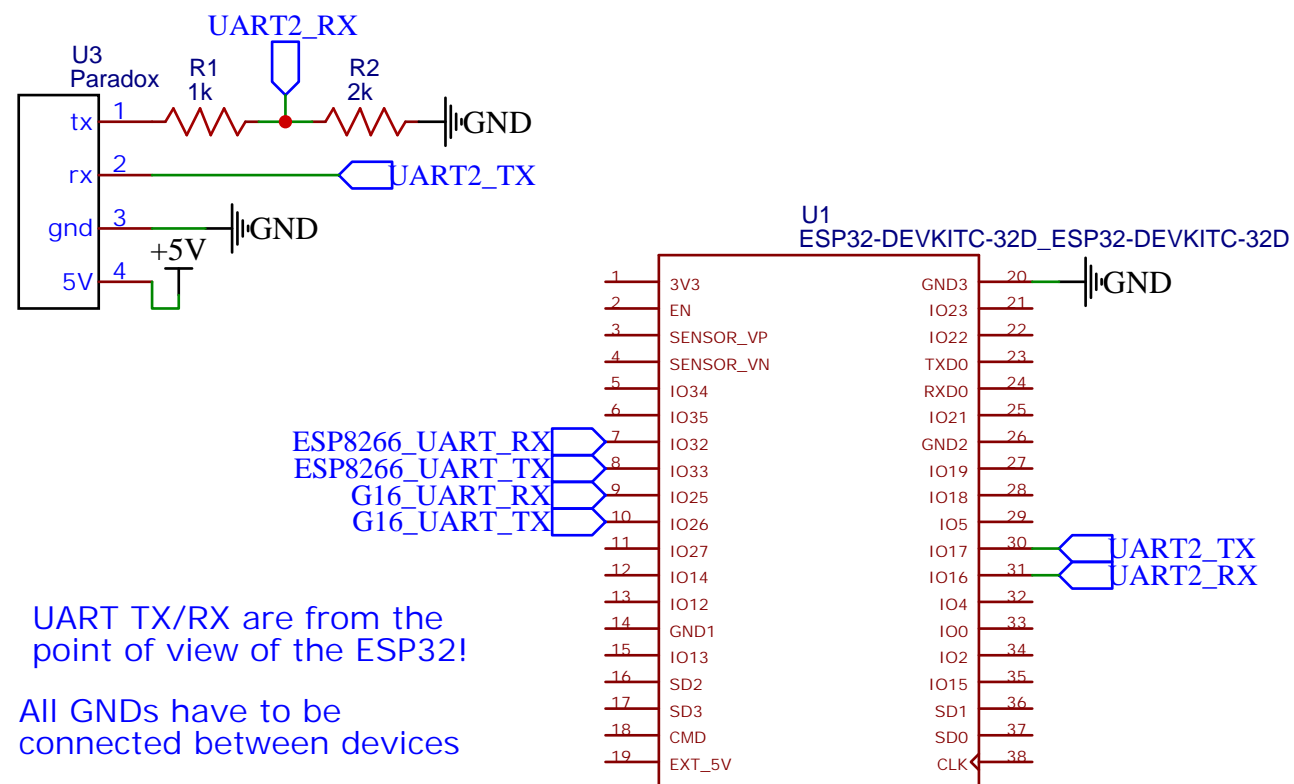 UART2_RX
U3
Paradox
R1
1k
R2
2k
tx
1
GND
rx
2
UART2_TX
gnd
3
GND
+5V
5V
4
U1
ESP32-DEVKITC-32D_ESP32-DEVKITC-32D
1
3V3
2
EN
3
SENSOR_VP
4
SENSOR_VN
5
IO34
6
IO35
ESP8266_UART_RX
7
IO32
ESP8266_UART_TX
8
IO33
G16_UART_RX
9
IO25
G16_UART_TX
10
IO26
11
IO27
12
IO14
13
IO12
14
GND1
15
IO13
16
SD2
17
SD3
18
CMD
19
EXT_5V
GND3
20
GND
IO23
21
IO22
22
TXD0
23
RXD0
24
IO21
25
GND2
26
IO19
27
IO18
28
IO5
29
IO17
30
UART2_TX
IO16
31
UART2_RX
IO4
32
IO0
33
IO2
34
IO15
35
SD1
36
SD0
37
CLK
38
UART TX/RX are from the
point of view of the ESP32!
All GNDs have to be
connected between devices